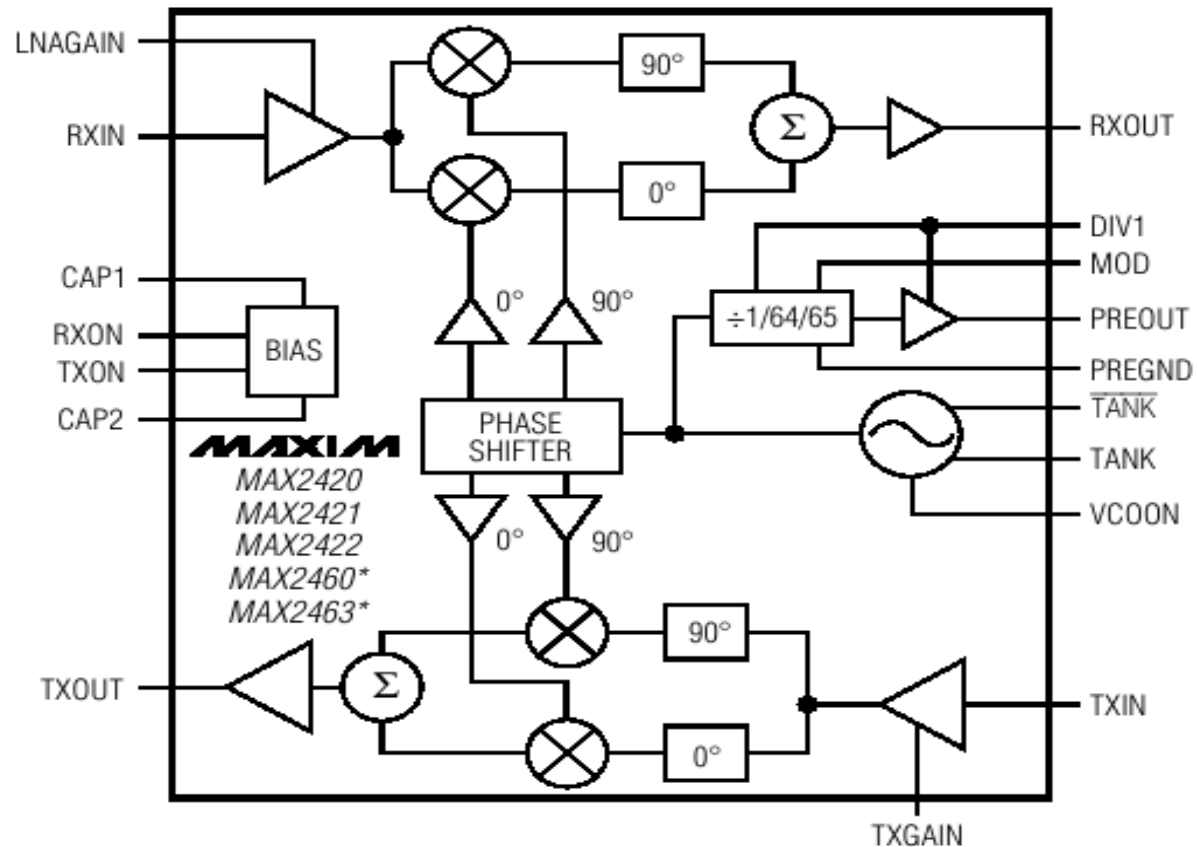 LNAGAIN
RXIN
90°
Σ
RXOUT
0°
DIV1
MOD
CAP1
0°
90°
÷1/64/65
PREOUT
RXON
BIAS
TXON
PREGND
CAP2
PHASE
SHIFTER
TANK
MAXIM
MAX2420
TANK
MAX2421
VCOON
MAX2422
0°
90°
MAX2460*
MAX2463*
90°
TXOUT
Σ
TXIN
0°
TXGAIN